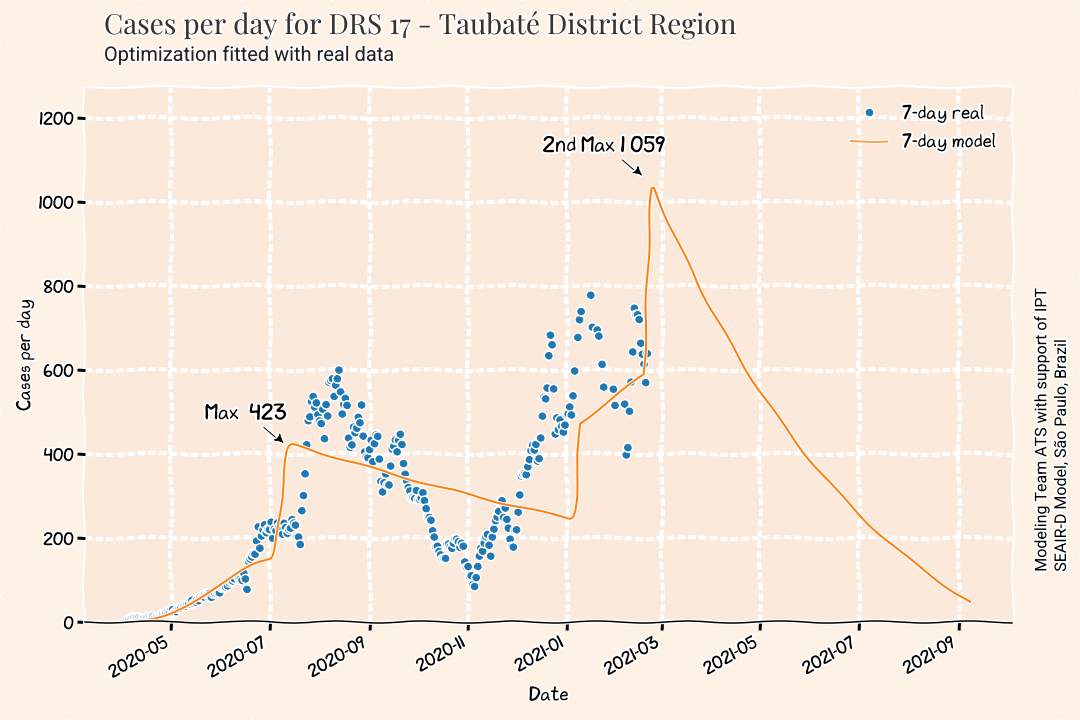 Cases per day for DRS 17 - Taubaté District Region
Optimization fitted with real data
7-day real
7-day model
2nd Max 1059
Max 423
Cases per day
1200
1000
800
600
400
200
0
2020-05
2020-07
2020-09
2020-11
2021-01
2021-03
2021-05
2021-07
2021-09
Date
Modeling Team ATS with support of IPT
SEAIR-D Model, São Paulo, Brazil